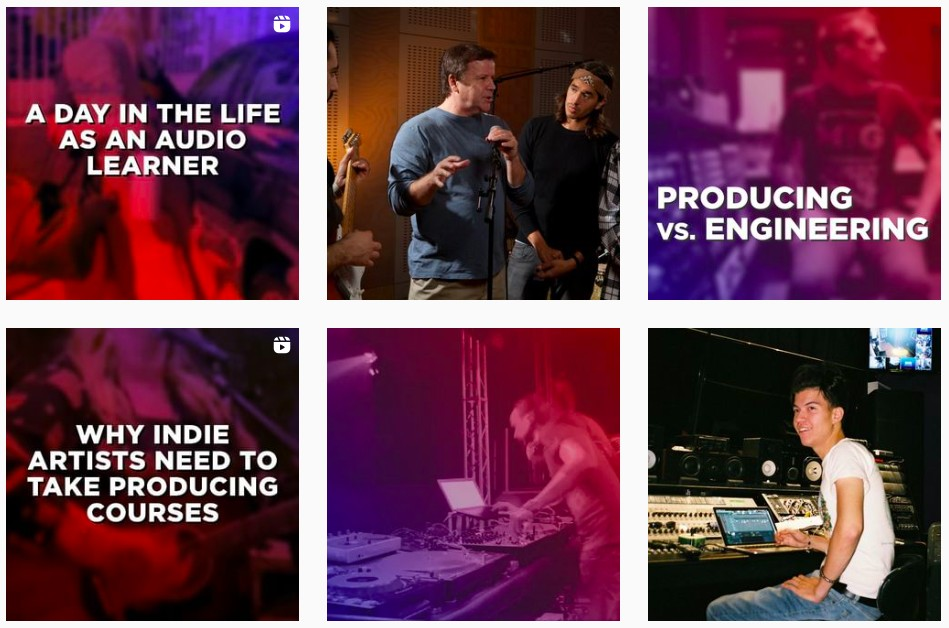 A DAY IN THE LIFE
AS AN AUDIO
LEARNER
PRODUCING
vs. ENGINEERING
WHY INDIE
ARTISTS NEED TO
TAKE PRODUCING
COURSES